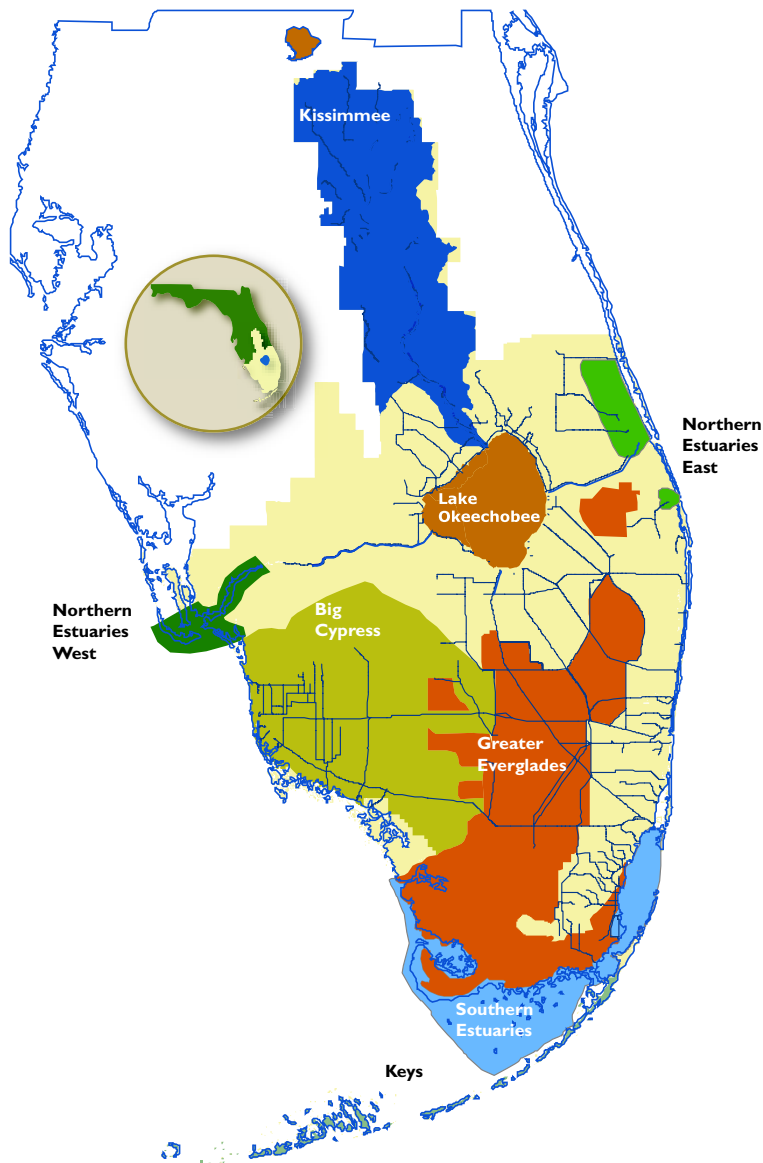 Kissimmee
Northern
Estuaries
East
Lake
Okeechobee
Northern
Estuaries
West
Big
Cypress
Greater
Everglades
Southern
Estuaries
Keys